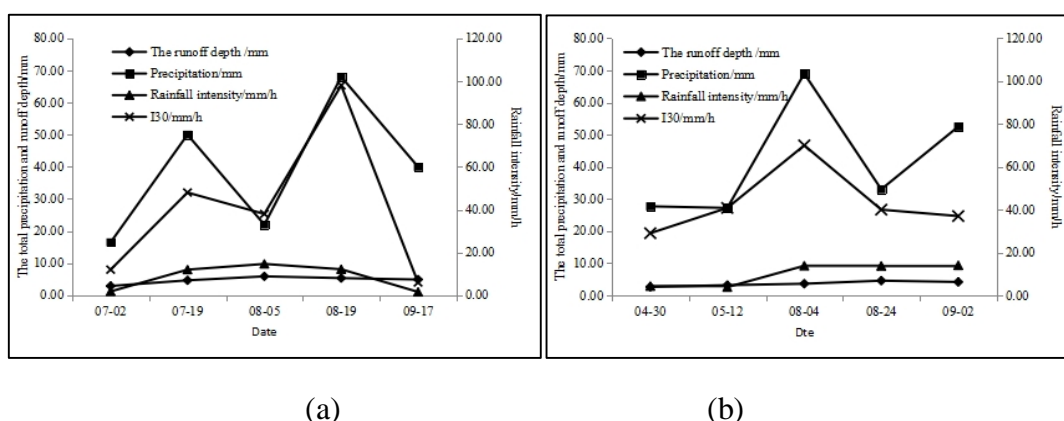 80.00
70.00
60.00
50.00
40.00
30.00
20.00
10.00
0.00
The total precipitation and runoff depth/mm
The runoff depth /mm
Precipitation/mm
Rainfall intensity/mm/h
I30/mm/h
120.00
100.00
80.00
60.00
40.00
20.00
0.00
Rainfall intensity/mm/h
07-02 07-19 08-05 08-19 09-17
Date
80.00
70.00
60.00
50.00
40.00
30.00
20.00
10.00
0.00
The total precipitation and runoff depth/mm
The runoff depth /mm
Precipitation/mm
Rainfall intensity/mm/h
I30/mm/h
120.00
100.00
80.00
60.00
40.00
20.00
0.00
Rainfall intensity/mm/h
04-30 05-12 08-04 08-24 09-02
Dte
(a) (b)